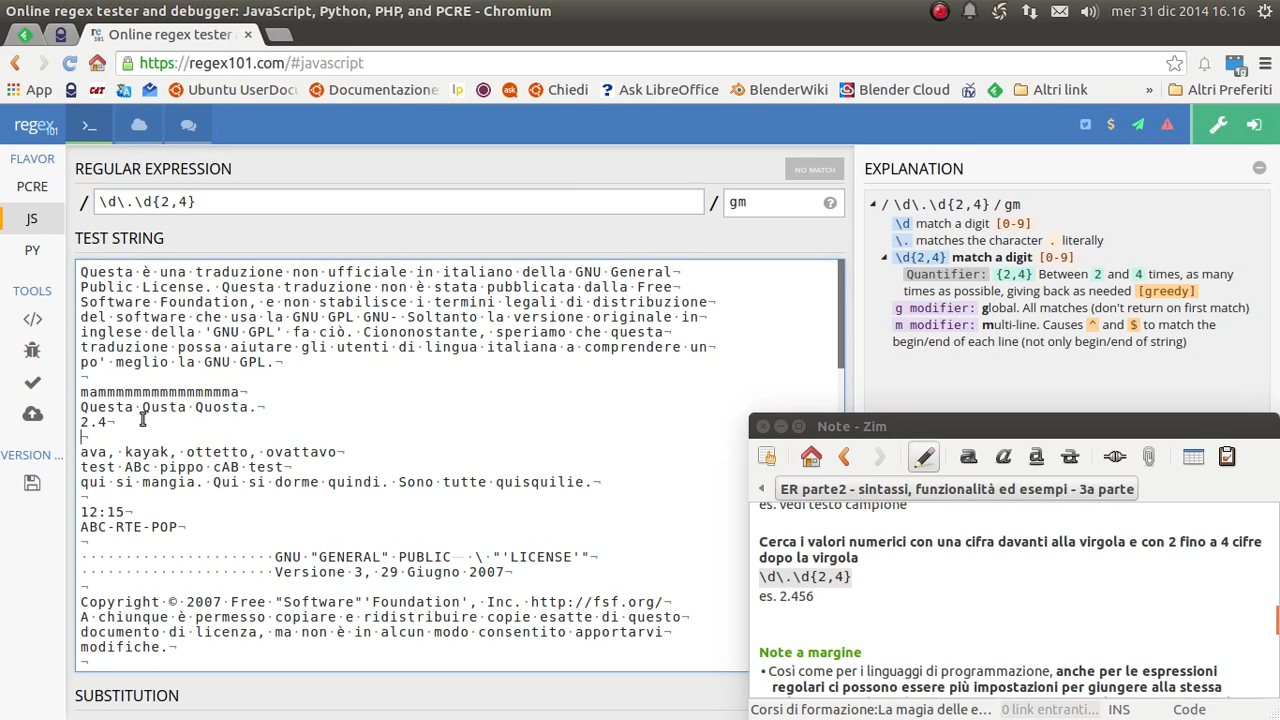 Online regex tester and debugger: JavaScript, Python, PHP, and PCRE - Chromium
mer 31 dic 2014 16.16
Online regex tester
https://regex101.com/#javascript
App
Ubuntu UserDoc
Documentazione
Chiedi
Ask LibreOffice
BlenderWiki
Blender Cloud
Altri link
»
Altri Preferiti
regex101
FLAVOR
PCRE
JS
PY
TOOLS
VERSION ...
REGULAR EXPRESSION
NO MATCH
/ \d\.\d{2,4} / gm
TEST STRING
Questa·è·una·traduzione·non·ufficiale·in·italiano·della·GNU·General¬
Public·License.·Questa·traduzione·non·è·stata·pubblicata·dalla·Free¬
Software·Foundation,·e·non·stabilisce·i·termini·legali·di·distribuzione¬
del·software·che·usa·la·GNU·GPL·GNU-·Soltanto·la·versione·originale·in¬
inglese·della·'GNU·GPL'·fa·ciò.·Ciononostante,·speriamo·che·questa¬
traduzione·possa·aiutare·gli·utenti·di·lingua·italiana·a·comprendere·un¬
po'·meglio·la·GNU·GPL.¬
¬
mammmmmmmmmmmmmmma¬
Questa·Qusta·Quosta.¬
2.4¬
¬
ava,·kayak,·ottetto,·ovattavo¬
test·ABc·pippo·cAB·test¬
qui·si·mangia.·Qui·si·dorme·quindi.·Sono·tutte·quisquilie.¬
¬
12:15¬
ABC-RTE-POP¬
¬
······················GNU·"GENERAL"·PUBLIC·\·"'LICENSE'"¬
······················Versione·3,·29·Giugno·2007¬
¬
Copyright·©·2007·Free·"Software"'Foundation',·Inc.·http://fsf.org/¬
A·chiunque·è·permesso·copiare·e·ridistribuire·copie·esatte·di·questo¬
documento·di·licenza,·ma·non·è·in·alcun·modo·consentito·apportarvi¬
modifiche.¬
¬
SUBSTITUTION
EXPLANATION
/ \d\.\d{2,4} / gm
\d match a digit [0-9]
\. matches the character . literally
\d{2,4} match a digit [0-9]
Quantifier: {2,4} Between 2 and 4 times, as many
times as possible, giving back as needed [greedy]
g modifier: global. All matches (don't return on first match)
m modifier: multi-line. Causes ^ and $ to match the
begin/end of each line (not only begin/end of string)
Note - Zim
ER parte2 - sintassi, funzionalità ed esempi - 3a parte
es. vedi testo campione
Cerca i valori numerici con una cifra davanti alla virgola e con 2 fino a 4 cifre
dopo la virgola
\d\.\d{2,4}
es. 2.456
Note a margine
• Così come per i linguaggi di programmazione, anche per le espressioni
regolari ci possono essere più impostazioni per giungere alla stessa
Corsi di formazione:La magia delle e...
0 link entranti...
INS
Code